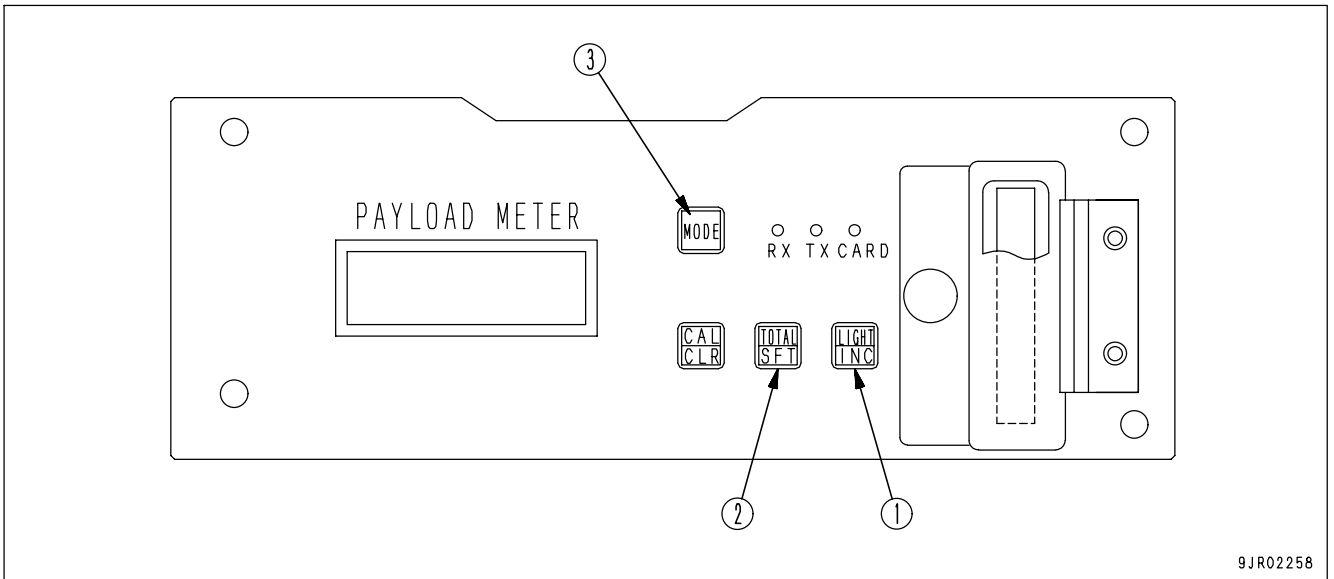 3
PAYLOAD METER
MODE
RX TX CARD
CAL
CLR
TOTAL
SFT
LIGHT
INC
2
1
9JR02258